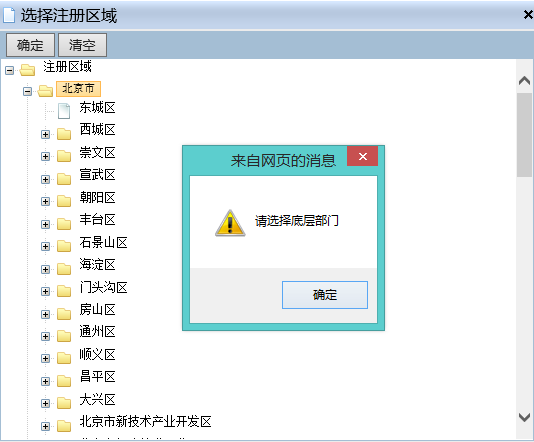 选择注册区域
确定 清空
注册区域
北京市
东城区
西城区
崇文区
宣武区
朝阳区
丰台区
石景山区
海淀区
门头沟区
房山区
通州区
顺义区
昌平区
大兴区
北京市新技术产业开发区
来自网页的消息
请选择底层部门
确定